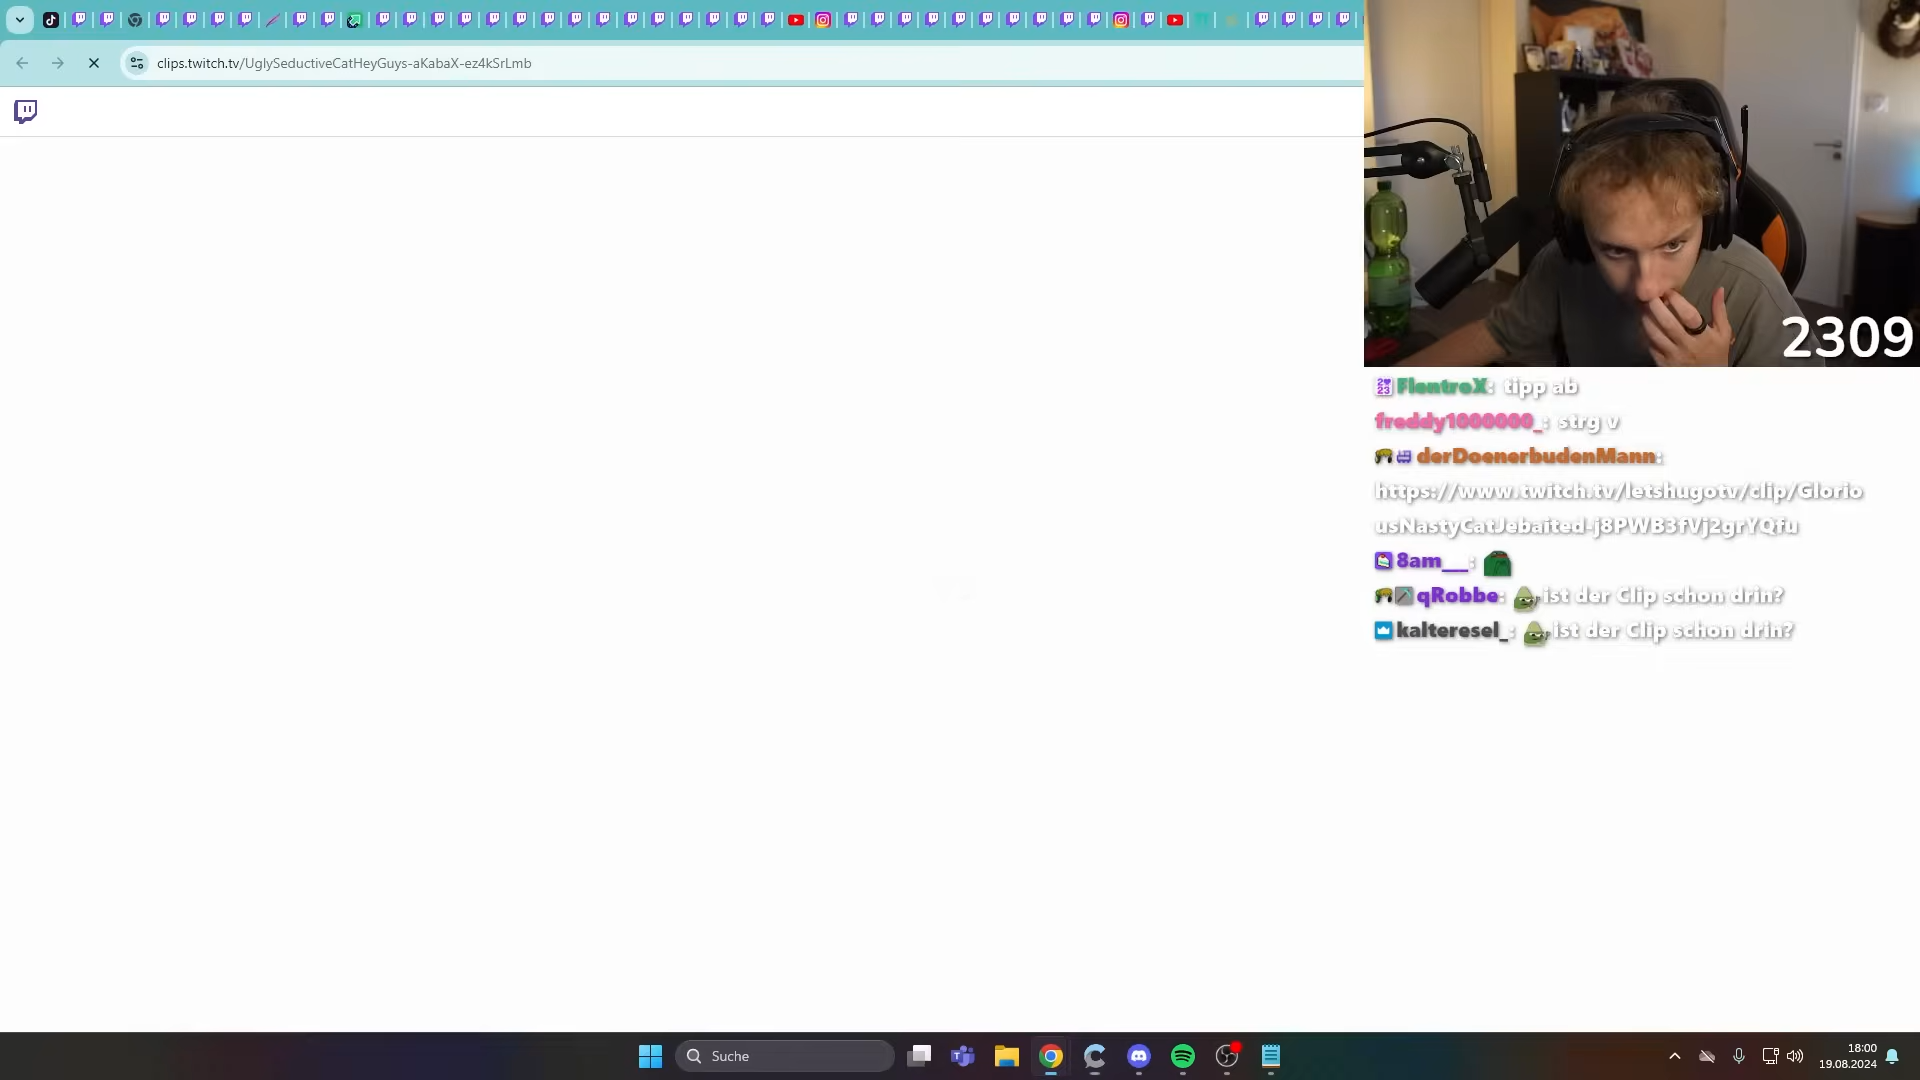 clips.twitch.tv/UglySeductiveCatHeyGuys-aKabaX-ez4kSrLmb
2309
FlentroX: tipp ab
freddy1000000_: strg v
derDoenerbudenMann:
https://www.twitch.tv/letshugotv/clip/Glorio
usNastyCatJebaited-j8PWB3fVj2grYQfu
8am___:
qRobbe: ist der Clip schon drin?
kalteresel_: ist der Clip schon drin?
Suche
18:00
19.08.2024